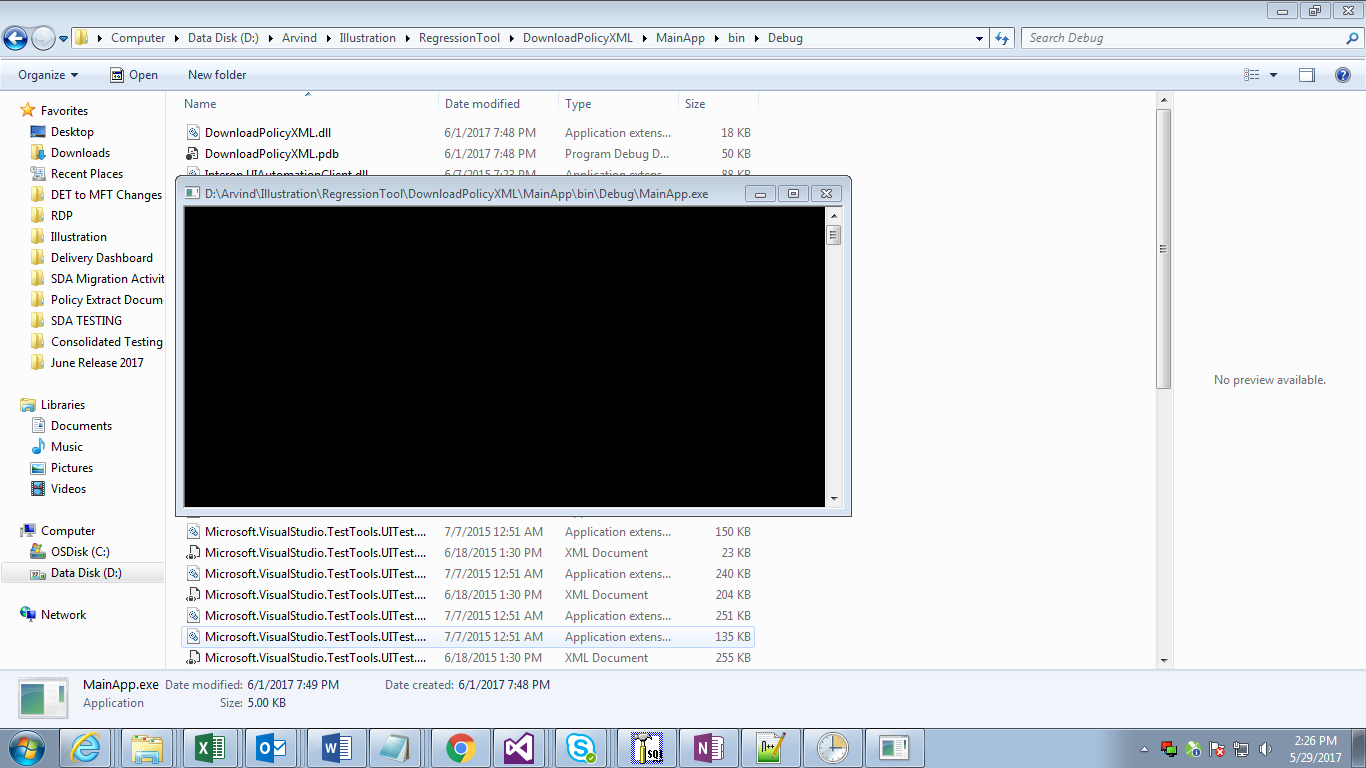 Computer Data Disk (D:) Arvind Illustration RegressionTool DownloadPolicyXML MainApp bin Debug Search Debug
Organize Open New folder
Favorites
Desktop
Downloads
Recent Places
DET to MFT Changes
RDP
Illustration
Delivery Dashboard
SDA Migration Activit
Policy Extract Docum
SDA TESTING
Consolidated Testing
June Release 2017
Libraries
Documents
Music
Pictures
Videos
Computer
OSDisk (C:)
Data Disk (D:)
Network
Name Date modified Type Size
DownloadPolicyXML.dll 6/1/2017 7:48 PM Application extens... 18 KB
DownloadPolicyXML.pdb 6/1/2017 7:48 PM Program Debug D... 50 KB
Interop.UIAutomationClient.dll 6/7/2015 7:23 PM Application extens... 88 KB
D:\Arvind\Illustration\RegressionTool\DownloadPolicyXML\MainApp\bin\Debug\MainApp.exe
Microsoft.VisualStudio.TestTools.UITest.... 7/7/2015 12:51 AM Application extens... 150 KB
Microsoft.VisualStudio.TestTools.UITest.... 6/18/2015 1:30 PM XML Document 23 KB
Microsoft.VisualStudio.TestTools.UITest.... 7/7/2015 12:51 AM Application extens... 240 KB
Microsoft.VisualStudio.TestTools.UITest.... 6/18/2015 1:30 PM XML Document 204 KB
Microsoft.VisualStudio.TestTools.UITest.... 7/7/2015 12:51 AM Application extens... 251 KB
Microsoft.VisualStudio.TestTools.UITest.... 7/7/2015 12:51 AM Application extens... 135 KB
Microsoft.VisualStudio.TestTools.UITest.... 6/18/2015 1:30 PM XML Document 255 KB
No preview available.
MainApp.exe Date modified: 6/1/2017 7:49 PM Date created: 6/1/2017 7:48 PM
Application Size: 5.00 KB
2:26 PM
5/29/2017